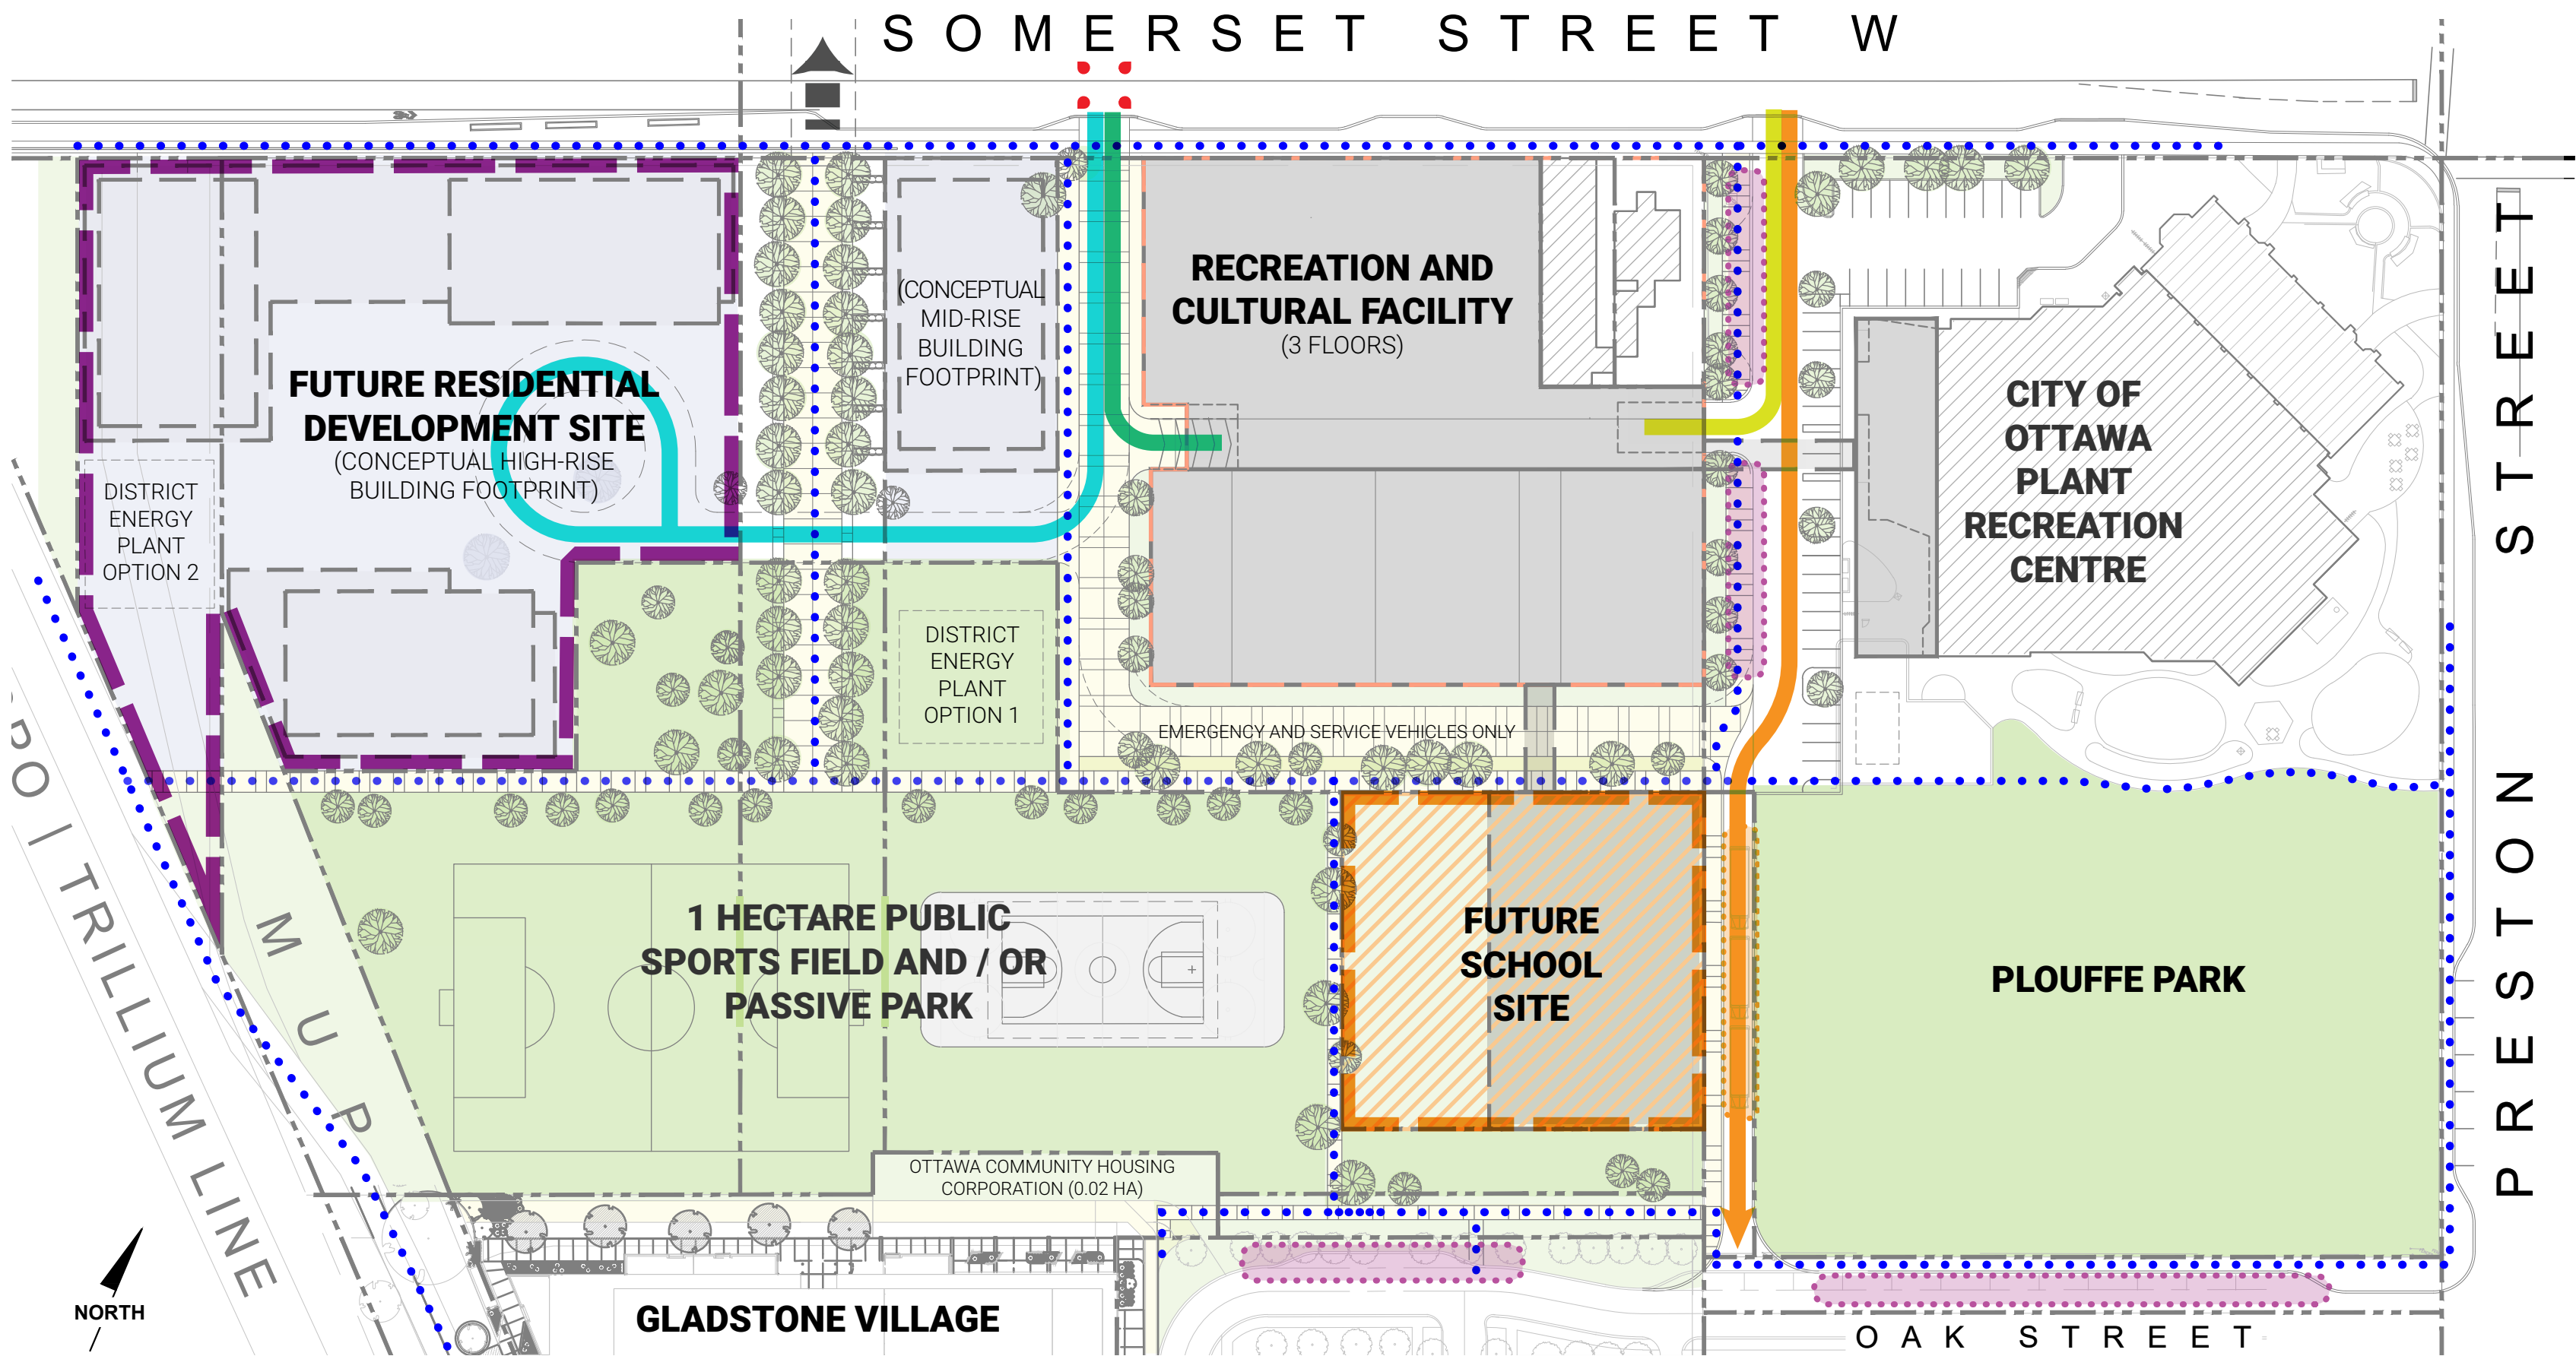 SOMERSET STREET W
RECREATION AND
CULTURAL FACILITY
(3 FLOORS)
(CONCEPTUAL
MID-RISE
BUILDING
FOOTPRINT)
FUTURE RESIDENTIAL
DEVELOPMENT SITE
(CONCEPTUAL HIGH-RISE
BUILDING FOOTPRINT)
CITY OF
OTTAWA
PLANT
RECREATION
CENTRE
PRESTON STREET
DISTRICT
ENERGY
PLANT
OPTION 2
DISTRICT
ENERGY
PLANT
OPTION 1
EMERGENCY AND SERVICE VEHICLES ONLY
1 HECTARE PUBLIC
SPORTS FIELD AND / OR
PASSIVE PARK
FUTURE
SCHOOL
SITE
PLOUFFE PARK
MUP
TRILLIUM LINE
OTTAWA COMMUNITY HOUSING
CORPORATION (0.02 HA)
NORTH
GLADSTONE VILLAGE
OAK STREET